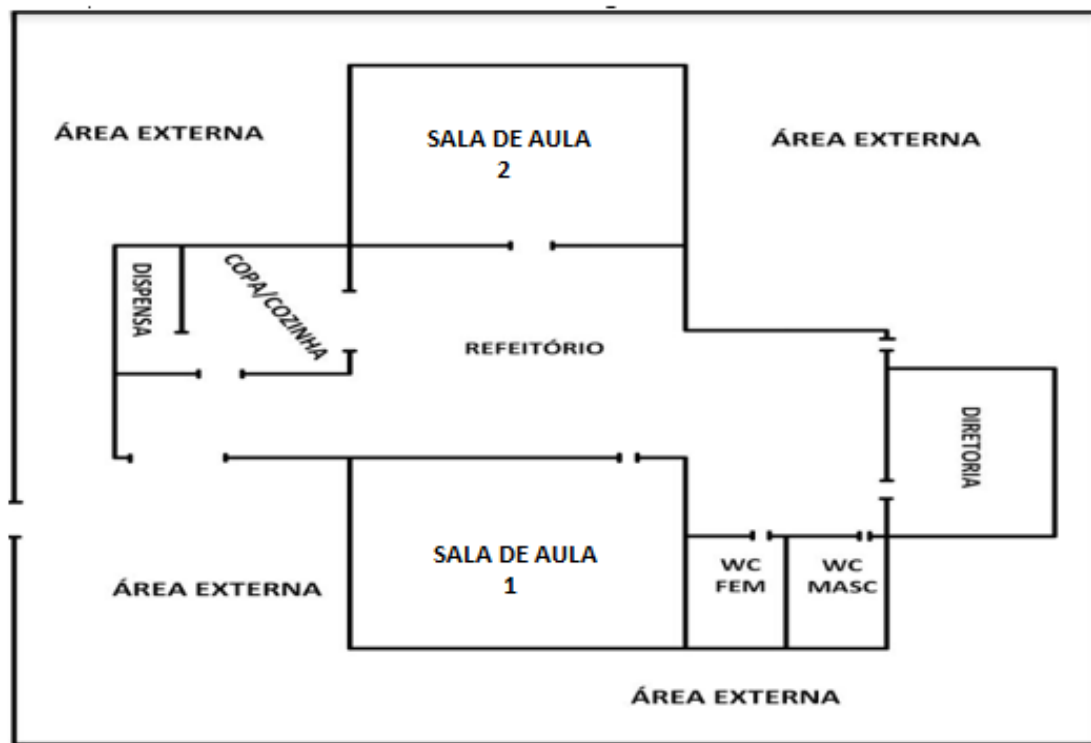 ÁREA EXTERNA
SALA DE AULA
2
ÁREA EXTERNA
DISPENSA
COPA/COZINHA
REFEITÓRIO
DIRETORIA
SALA DE AULA
1
WC
FEM
WC
MASC
ÁREA EXTERNA
ÁREA EXTERNA